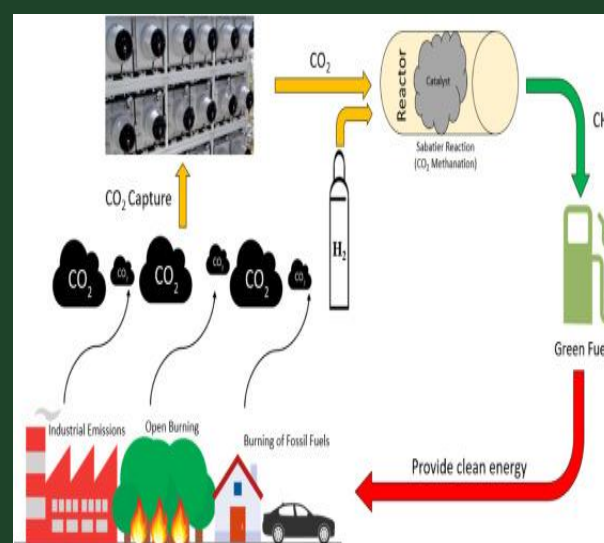 CO₂
Reactor
Catalyst
Sabatier Reaction
(CO₂ Methanation)
CO₂ Capture
H₂
CO₂
CO₂
CO₂
CO₂
CO₂
CO₂
Green Fue
Industrial Emissions
Open Burning
Burning of Fossil Fuels
Provide clean energy